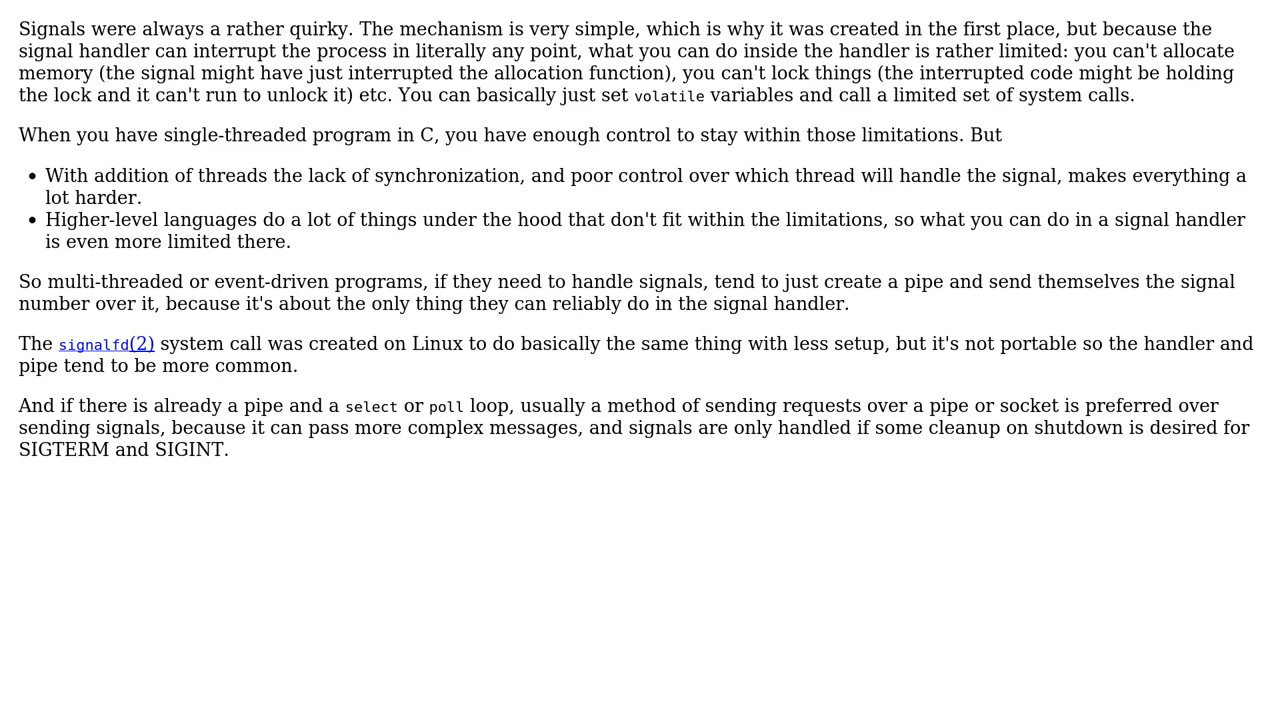 Signals were always a rather quirky. The mechanism is very simple, which is why it was created in the first place, but because the
signal handler can interrupt the process in literally any point, what you can do inside the handler is rather limited: you can't allocate
memory (the signal might have just interrupted the allocation function), you can't lock things (the interrupted code might be holding
the lock and it can't run to unlock it) etc. You can basically just set volatile variables and call a limited set of system calls.
When you have single-threaded program in C, you have enough control to stay within those limitations. But
• With addition of threads the lack of synchronization, and poor control over which thread will handle the signal, makes everything a
lot harder.
• Higher-level languages do a lot of things under the hood that don't fit within the limitations, so what you can do in a signal handler
is even more limited there.
So multi-threaded or event-driven programs, if they need to handle signals, tend to just create a pipe and send themselves the signal
number over it, because it's about the only thing they can reliably do in the signal handler.
The signalfd(2) system call was created on Linux to do basically the same thing with less setup, but it's not portable so the handler and
pipe tend to be more common.
And if there is already a pipe and a select or poll loop, usually a method of sending requests over a pipe or socket is preferred over
sending signals, because it can pass more complex messages, and signals are only handled if some cleanup on shutdown is desired for
SIGTERM and SIGINT.